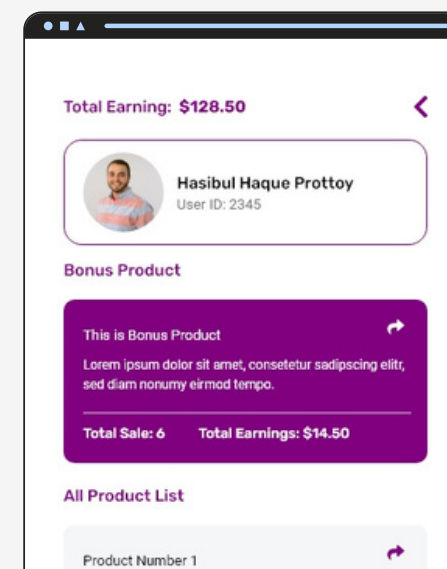 Total Earning: $128.50
Hasibul Haque Prottoy
User ID: 2345
Bonus Product
This is Bonus Product
Lorem ipsum dolor sit amet, consetetur sadipscing elitr,
sed diam nonumy eirmod tempo.
Total Sale: 6 Total Earnings: $14.50
All Product List
Product Number 1